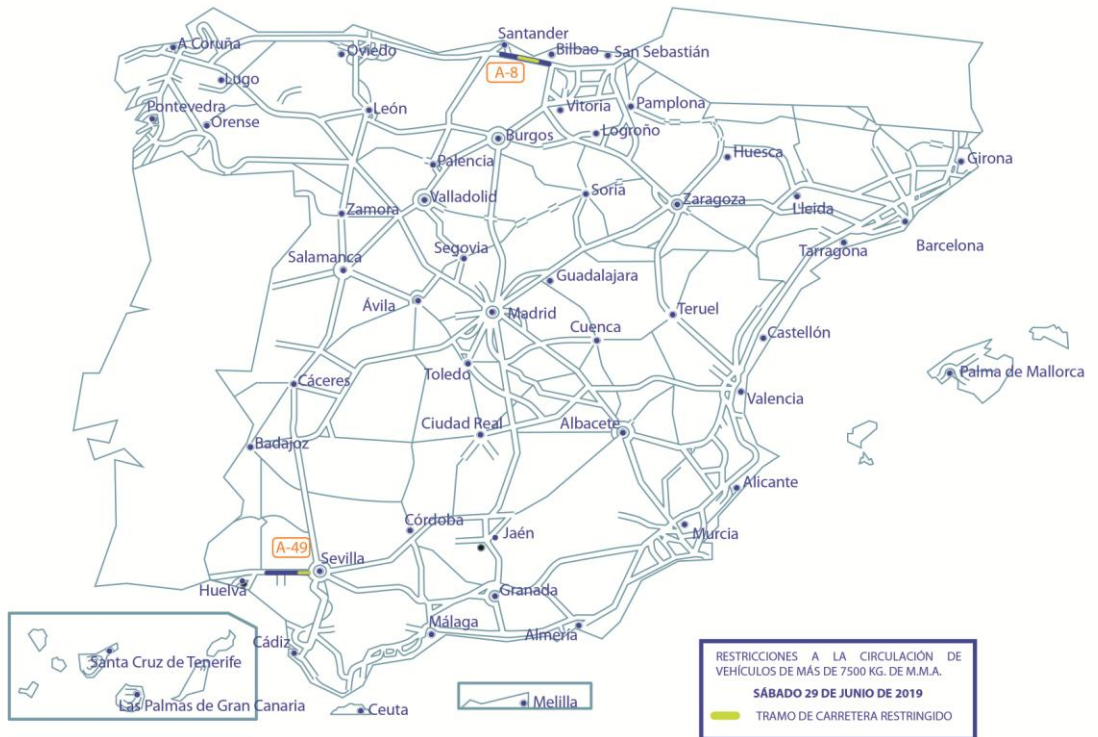 Santander
A Coruña
Oviedo
Bilbao
San Sebastián
A-8
Lugo
Pontevedra
Orense
León
Vitoria
Pamplona
Burgos
Logroño
Palencia
Huesca
Girona
Valladolid
Soria
Zaragoza
Lleida
Zamora
Barcelona
Salamanca
Segovia
Tarragona
Guadalajara
Ávila
Madrid
Teruel
Cuenca
Castellón
Toledo
Palma de Mallorca
Cáceres
Valencia
Ciudad Real
Albacete
Badajoz
Alicante
Córdoba
Jaén
Murcia
A-49
Sevilla
Huelva
Granada
Málaga
Almería
Cádiz
Santa Cruz de Tenerife
Las Palmas de Gran Canaria
Ceuta
Melilla
RESTRICCIONES A LA CIRCULACIÓN DE
VEHÍCULOS DE MÁS DE 7500 KG. DE M.M.A.
SÁBADO 29 DE JUNIO DE 2019
TRAMO DE CARRETERA RESTRINGIDO